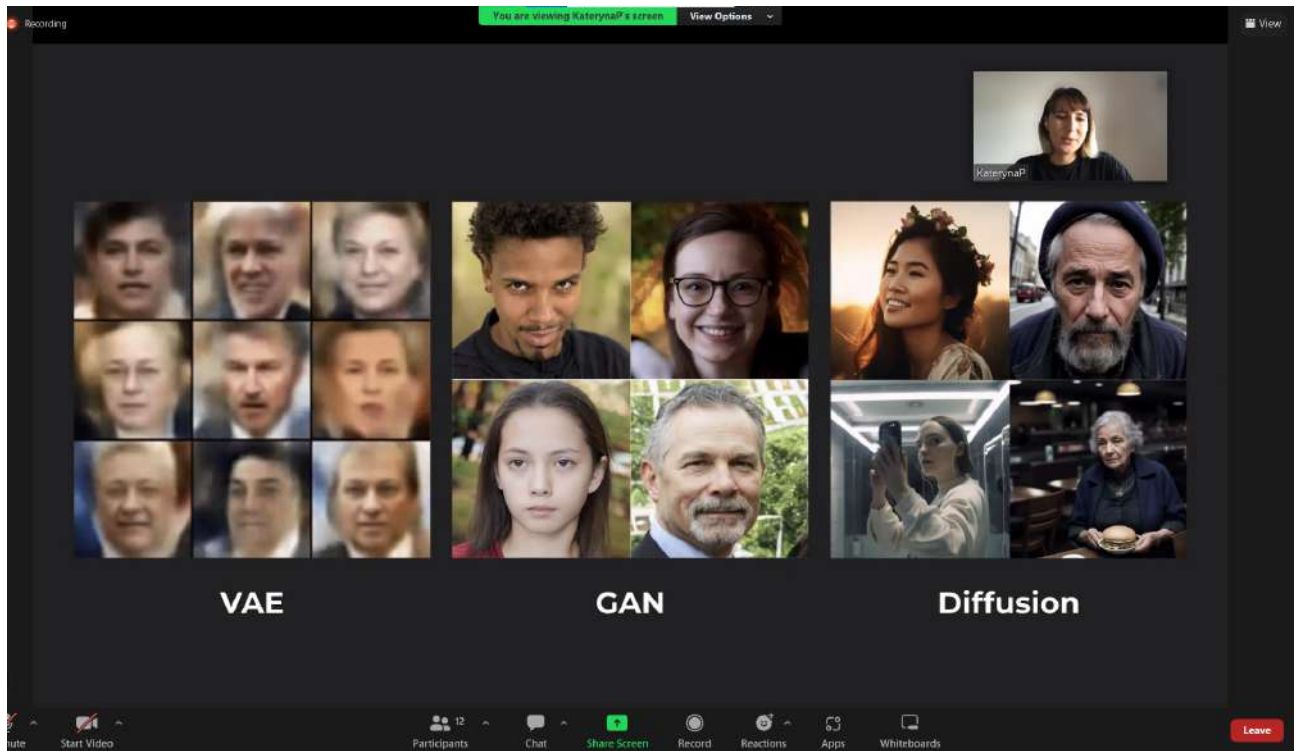 Recording
You are viewing KaterynaP's screen View Options
View
KaterynaP
VAE GAN Diffusion
Start Video
12
Participants
Chat
Share Screen
Record
Reactions
Apps
Whiteboards
Leave